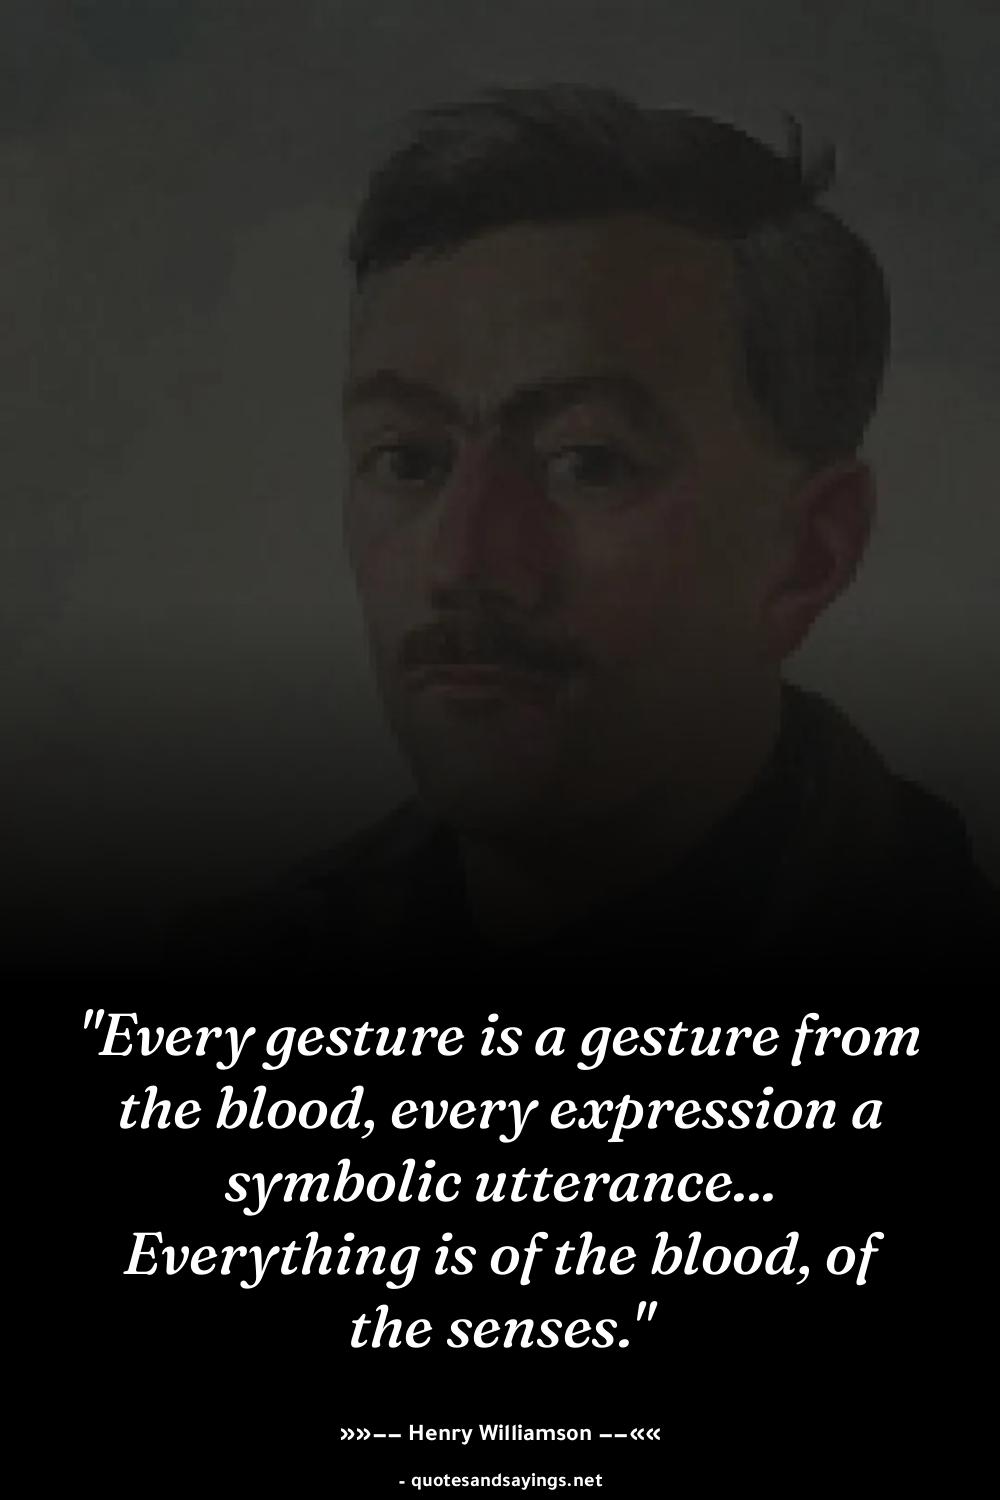 "Every gesture is a gesture from
the blood, every expression a
symbolic utterance...
Everything is of the blood, of
the senses."
»»−− Henry Williamson −−««
- quotesandsayings.net